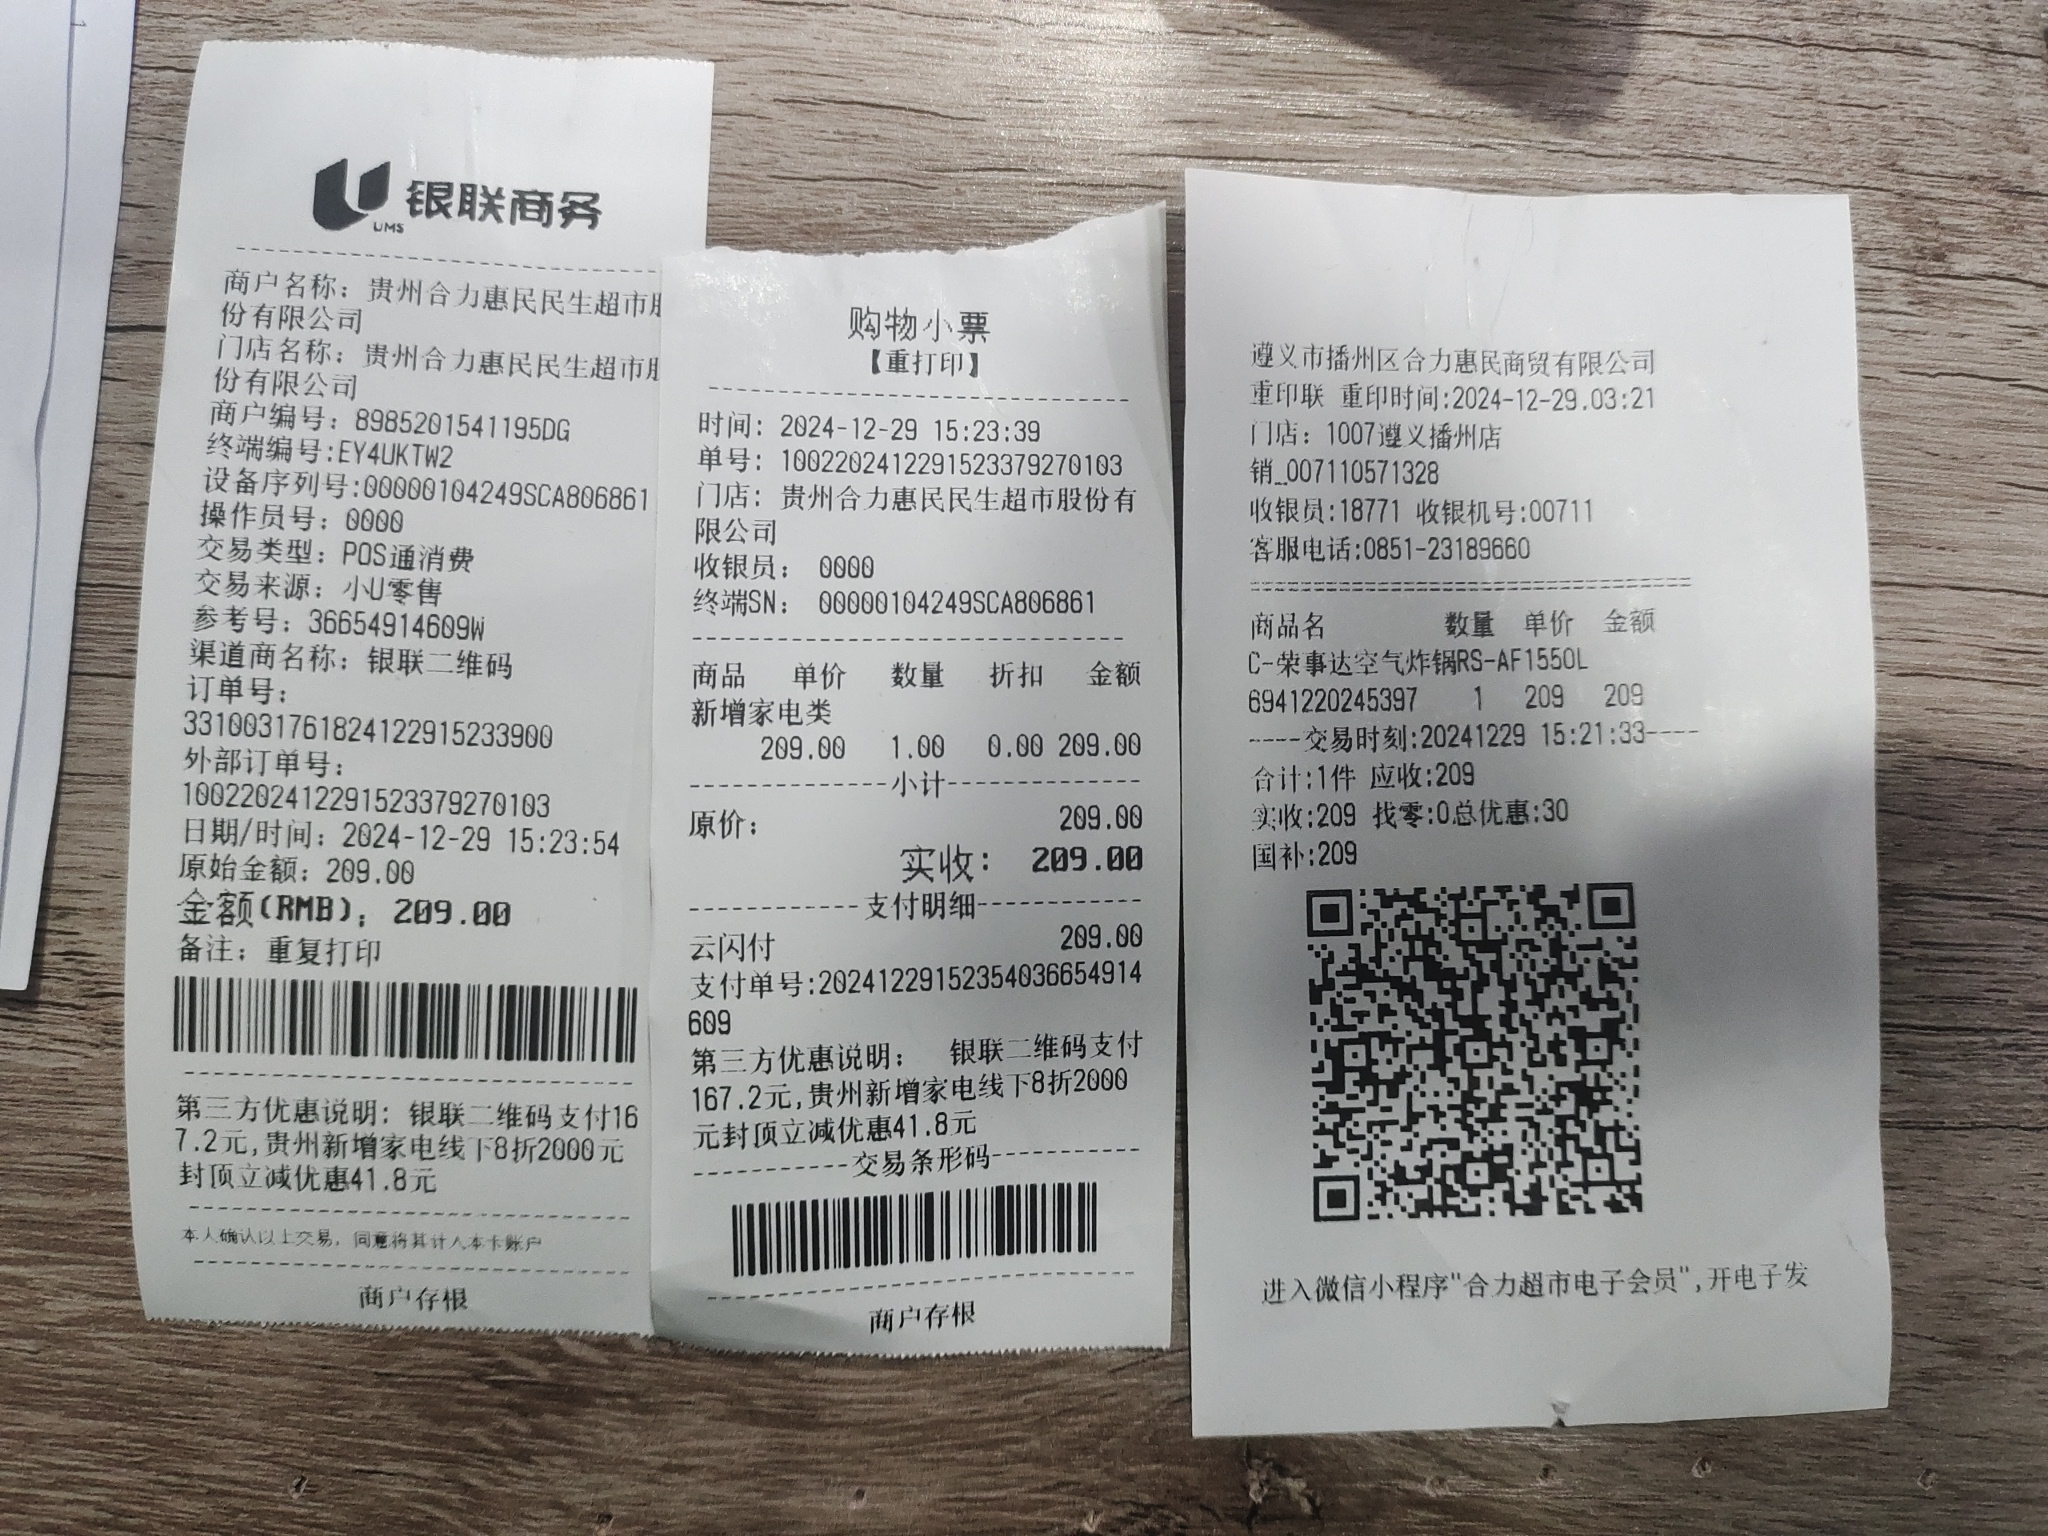 UMS 银联商务
商户名称：贵州合力惠民民生超市股
份有限公司
门店名称：贵州合力惠民民生超市股
份有限公司
商户编号：8985201541195DG
终端编号:EY4UKTW2
设备序列号:00000104249SCA806861
操作员号：0000
交易类型：POS通消费
交易来源：小U零售
参考号：36654914609W
渠道商名称：银联二维码
订单号：
33100317618241229152339​00
外部订单号：
10022024122915233792​70103
日期/时间：2024-12-29 15:23:54
原始金额：209.00
金额(RMB)：209.00
备注：重复打印
第三方优惠说明：银联二维码支付16
7.2元,贵州新增家电线下8折2000元
封顶立减优惠41.8元
本人确认以上交易，同意将其计入本卡账户
商户存根
购物小票
【重打印】
时间：2024-12-29 15:23:39
单号：1002202412291523379270103
门店：贵州合力惠民民生超市股份有
限公司
收银员：0000
终端SN：00000104249SCA806861
商品 单价 数量 折扣 金额
新增家电类
209.00 1.00 0.00 209.00
小计
原价： 209.00
实收： 209.00
支付明细
云闪付 209.00
支付单号:20241229152354036654914
609
第三方优惠说明： 银联二维码支付
167.2元,贵州新增家电线下8折2000
元封顶立减优惠41.8元
交易条形码
商户存根
遵义市播州区合力惠民商贸有限公司
重印联 重印时间:2024-12-29.03:21
门店：1007遵义播州店
销_007110571328
收银员:18771 收银机号:00711
客服电话:0851-23189660
商品名 数量 单价 金额
C-荣事达空气炸锅RS-AF1550L
6941220245397 1 209 209
----交易时刻:20241229 15:21:33----
合计:1件 应收:209
实收:209 找零:0总优惠:30
国补:209
进入微信小程序"合力超市电子会员",开电子发